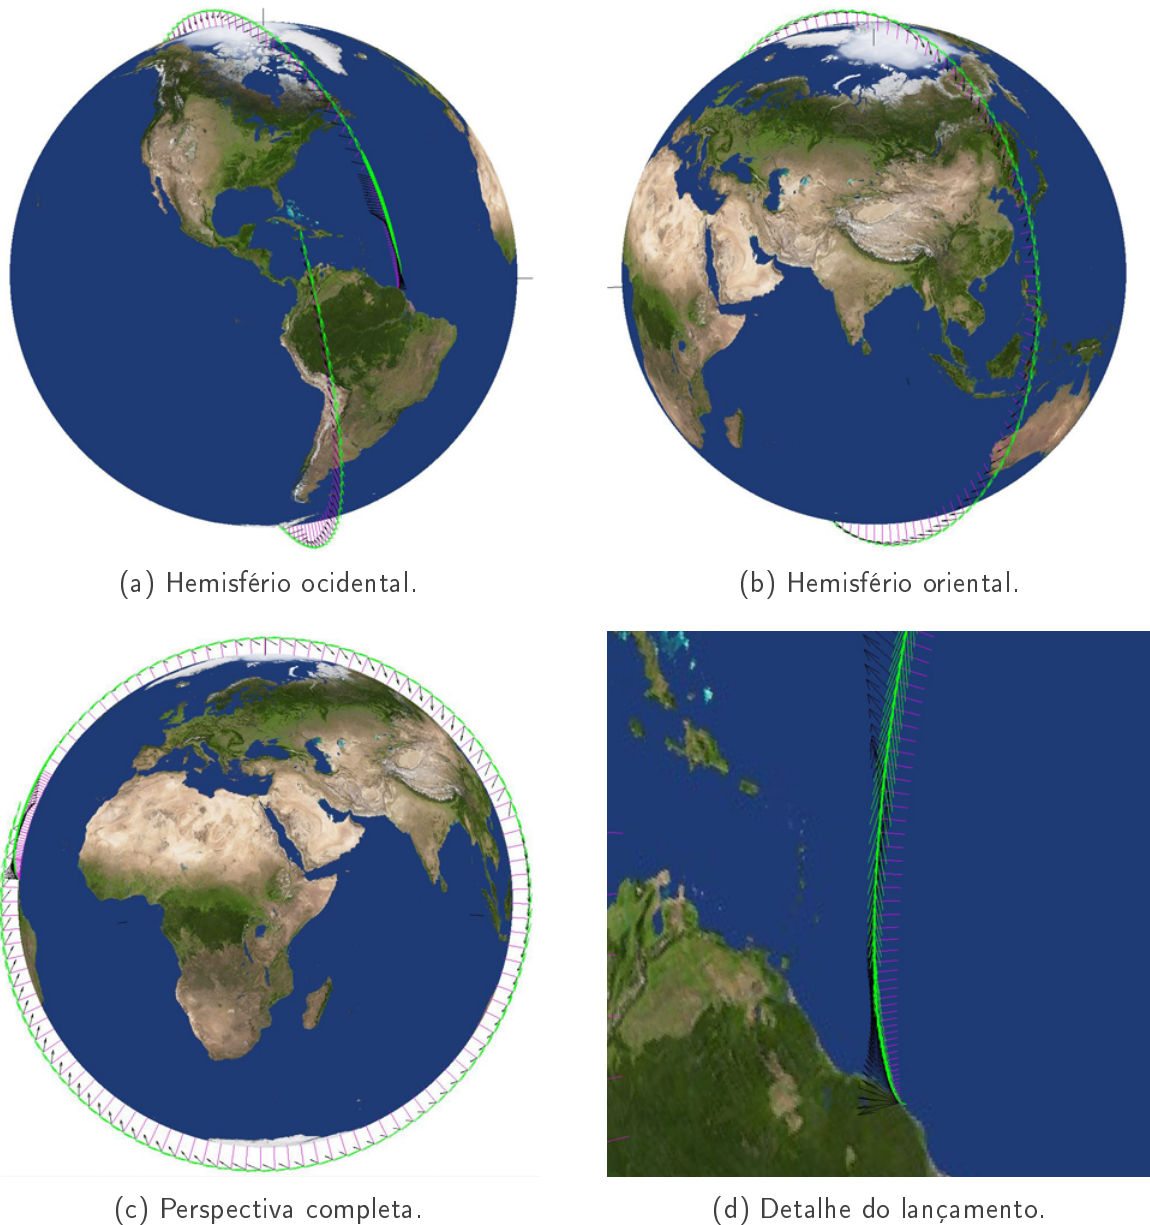 (a) Hemisfério ocidental.
(b) Hemisfério oriental.
(c) Perspectiva completa.
(d) Detalhe do lançamento.